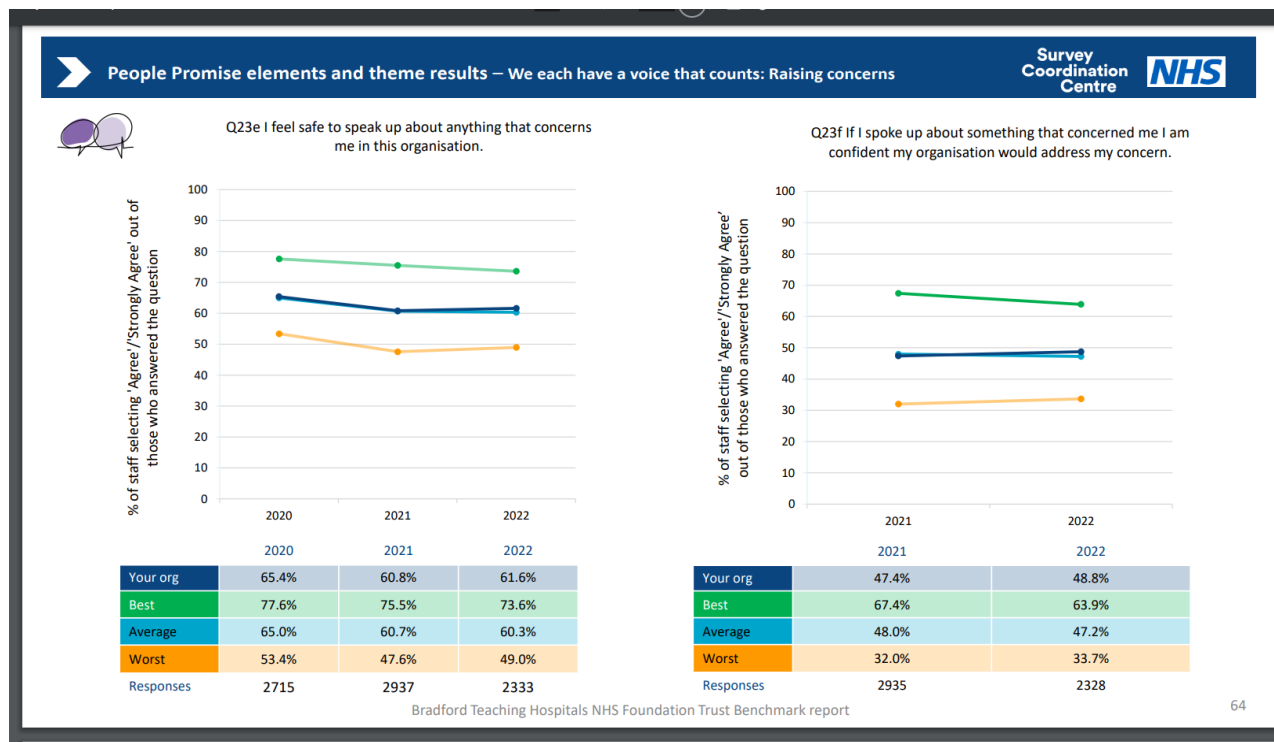 People Promise elements and theme results – We each have a voice that counts: Raising concerns
Survey
Coordination
Centre
NHS
Q23e I feel safe to speak up about anything that concerns
me in this organisation.
% of staff selecting 'Agree'/'Strongly Agree' out of
those who answered the question
100
90
80
70
60
50
40
30
20
10
0
2020 2021 2022
2020 2021 2022
Your org 65.4% 60.8% 61.6%
Best 77.6% 75.5% 73.6%
Average 65.0% 60.7% 60.3%
Worst 53.4% 47.6% 49.0%
Responses 2715 2937 2333
Q23f If I spoke up about something that concerned me I am
confident my organisation would address my concern.
% of staff selecting 'Agree'/'Strongly Agree'
out of those who answered the question
100
90
80
70
60
50
40
30
20
10
0
2021 2022
2021 2022
Your org 47.4% 48.8%
Best 67.4% 63.9%
Average 48.0% 47.2%
Worst 32.0% 33.7%
Responses 2935 2328
Bradford Teaching Hospitals NHS Foundation Trust Benchmark report
64